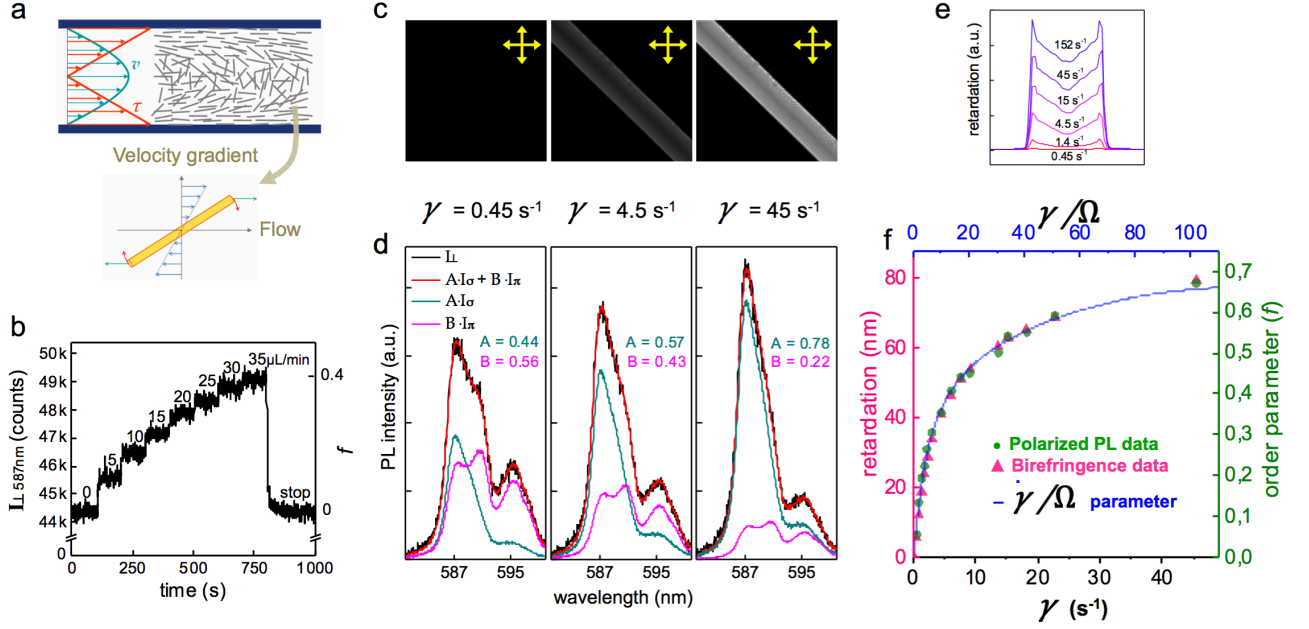 a
v
τ
Velocity gradient
Flow
b
50k
49k
48k
47k
46k
45k
44k
0
I⊥ 587nm (counts)
0
5
10
15
20
25
30
35 μL/min
stop
0.4
0
f
0 250 500 750 1000
time (s)
c
γ = 0.45 s⁻¹
γ = 4.5 s⁻¹
γ = 45 s⁻¹
d
I⊥
A·Iσ + B·Iπ
A·Iσ
B·Iπ
A = 0.44
B = 0.56
A = 0.57
B = 0.43
A = 0.78
B = 0.22
PL intensity (a.u.)
587 595 587 595 587 595
wavelength (nm)
e
retardation (a.u.)
152 s⁻¹
45 s⁻¹
15 s⁻¹
4.5 s⁻¹
1.4 s⁻¹
0.45 s⁻¹
f
γ/Ω
0 20 40 60 80 100
80
60
40
20
0
retardation (nm)
0,7
0,6
0,5
0,4
0,3
0,2
0,1
0,0
order parameter (f)
Polarized PL data
Birefringence data
γ̇/Ω parameter
0 10 20 30 40
γ (s⁻¹)